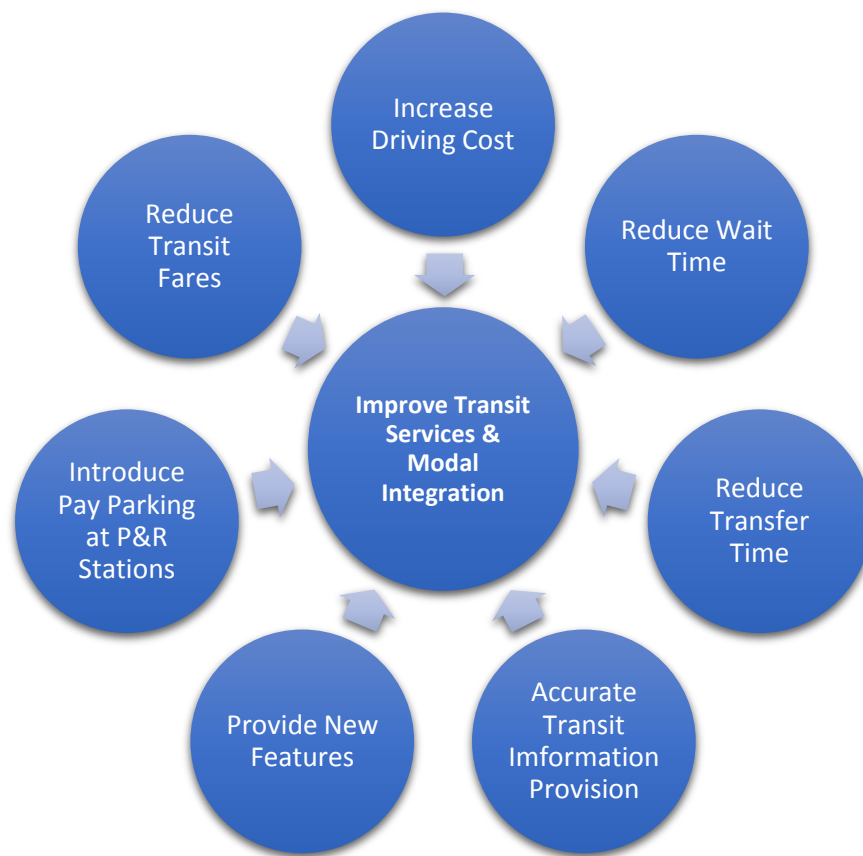 Increase
Driving Cost
Reduce
Transit
Fares
Reduce Wait
Time
Improve Transit
Services &
Modal
Integration
Introduce
Pay Parking
at P&R
Stations
Reduce
Transfer
Time
Provide New
Features
Accurate
Transit
Imformation
Provision